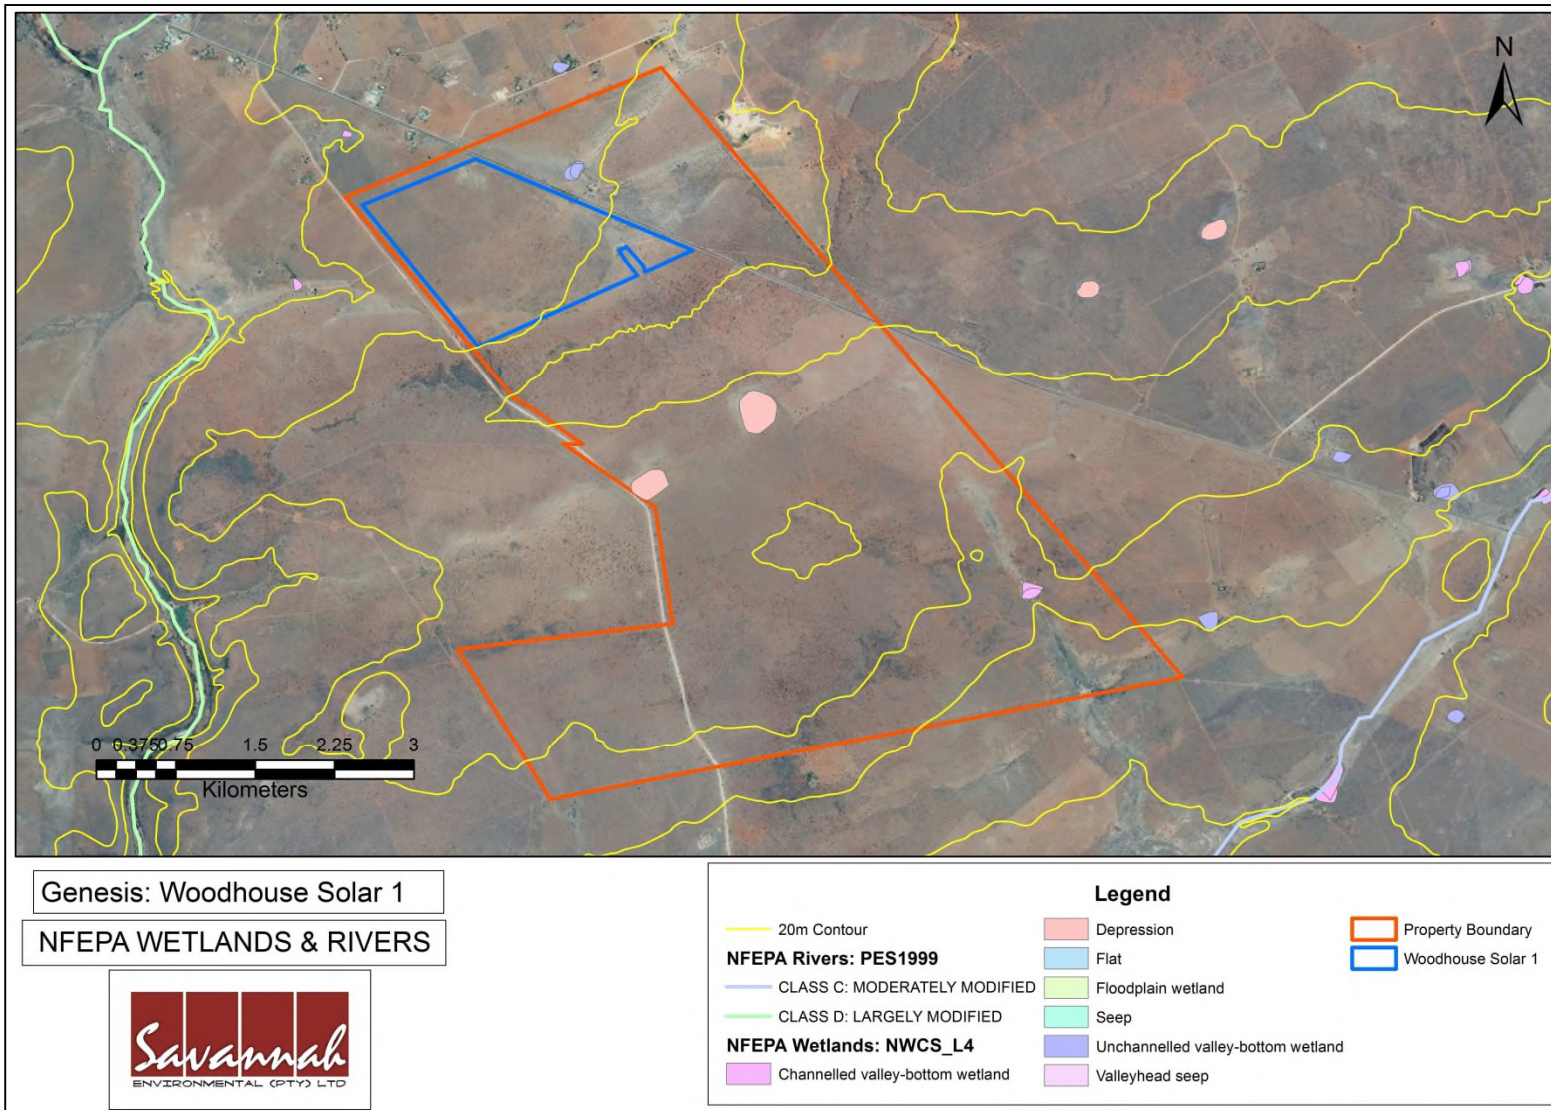 N
0 0.375 0.75 1.5 2.25 3
Kilometers
Genesis: Woodhouse Solar 1
NFEPA WETLANDS & RIVERS
Savannah
ENVIRONMENTAL (PTY) LTD
Legend
20m Contour
NFEPA Rivers: PES1999
CLASS C: MODERATELY MODIFIED
CLASS D: LARGELY MODIFIED
NFEPA Wetlands: NWCS_L4
Channelled valley-bottom wetland
Depression
Flat
Floodplain wetland
Seep
Unchannelled valley-bottom wetland
Valleyhead seep
Property Boundary
Woodhouse Solar 1